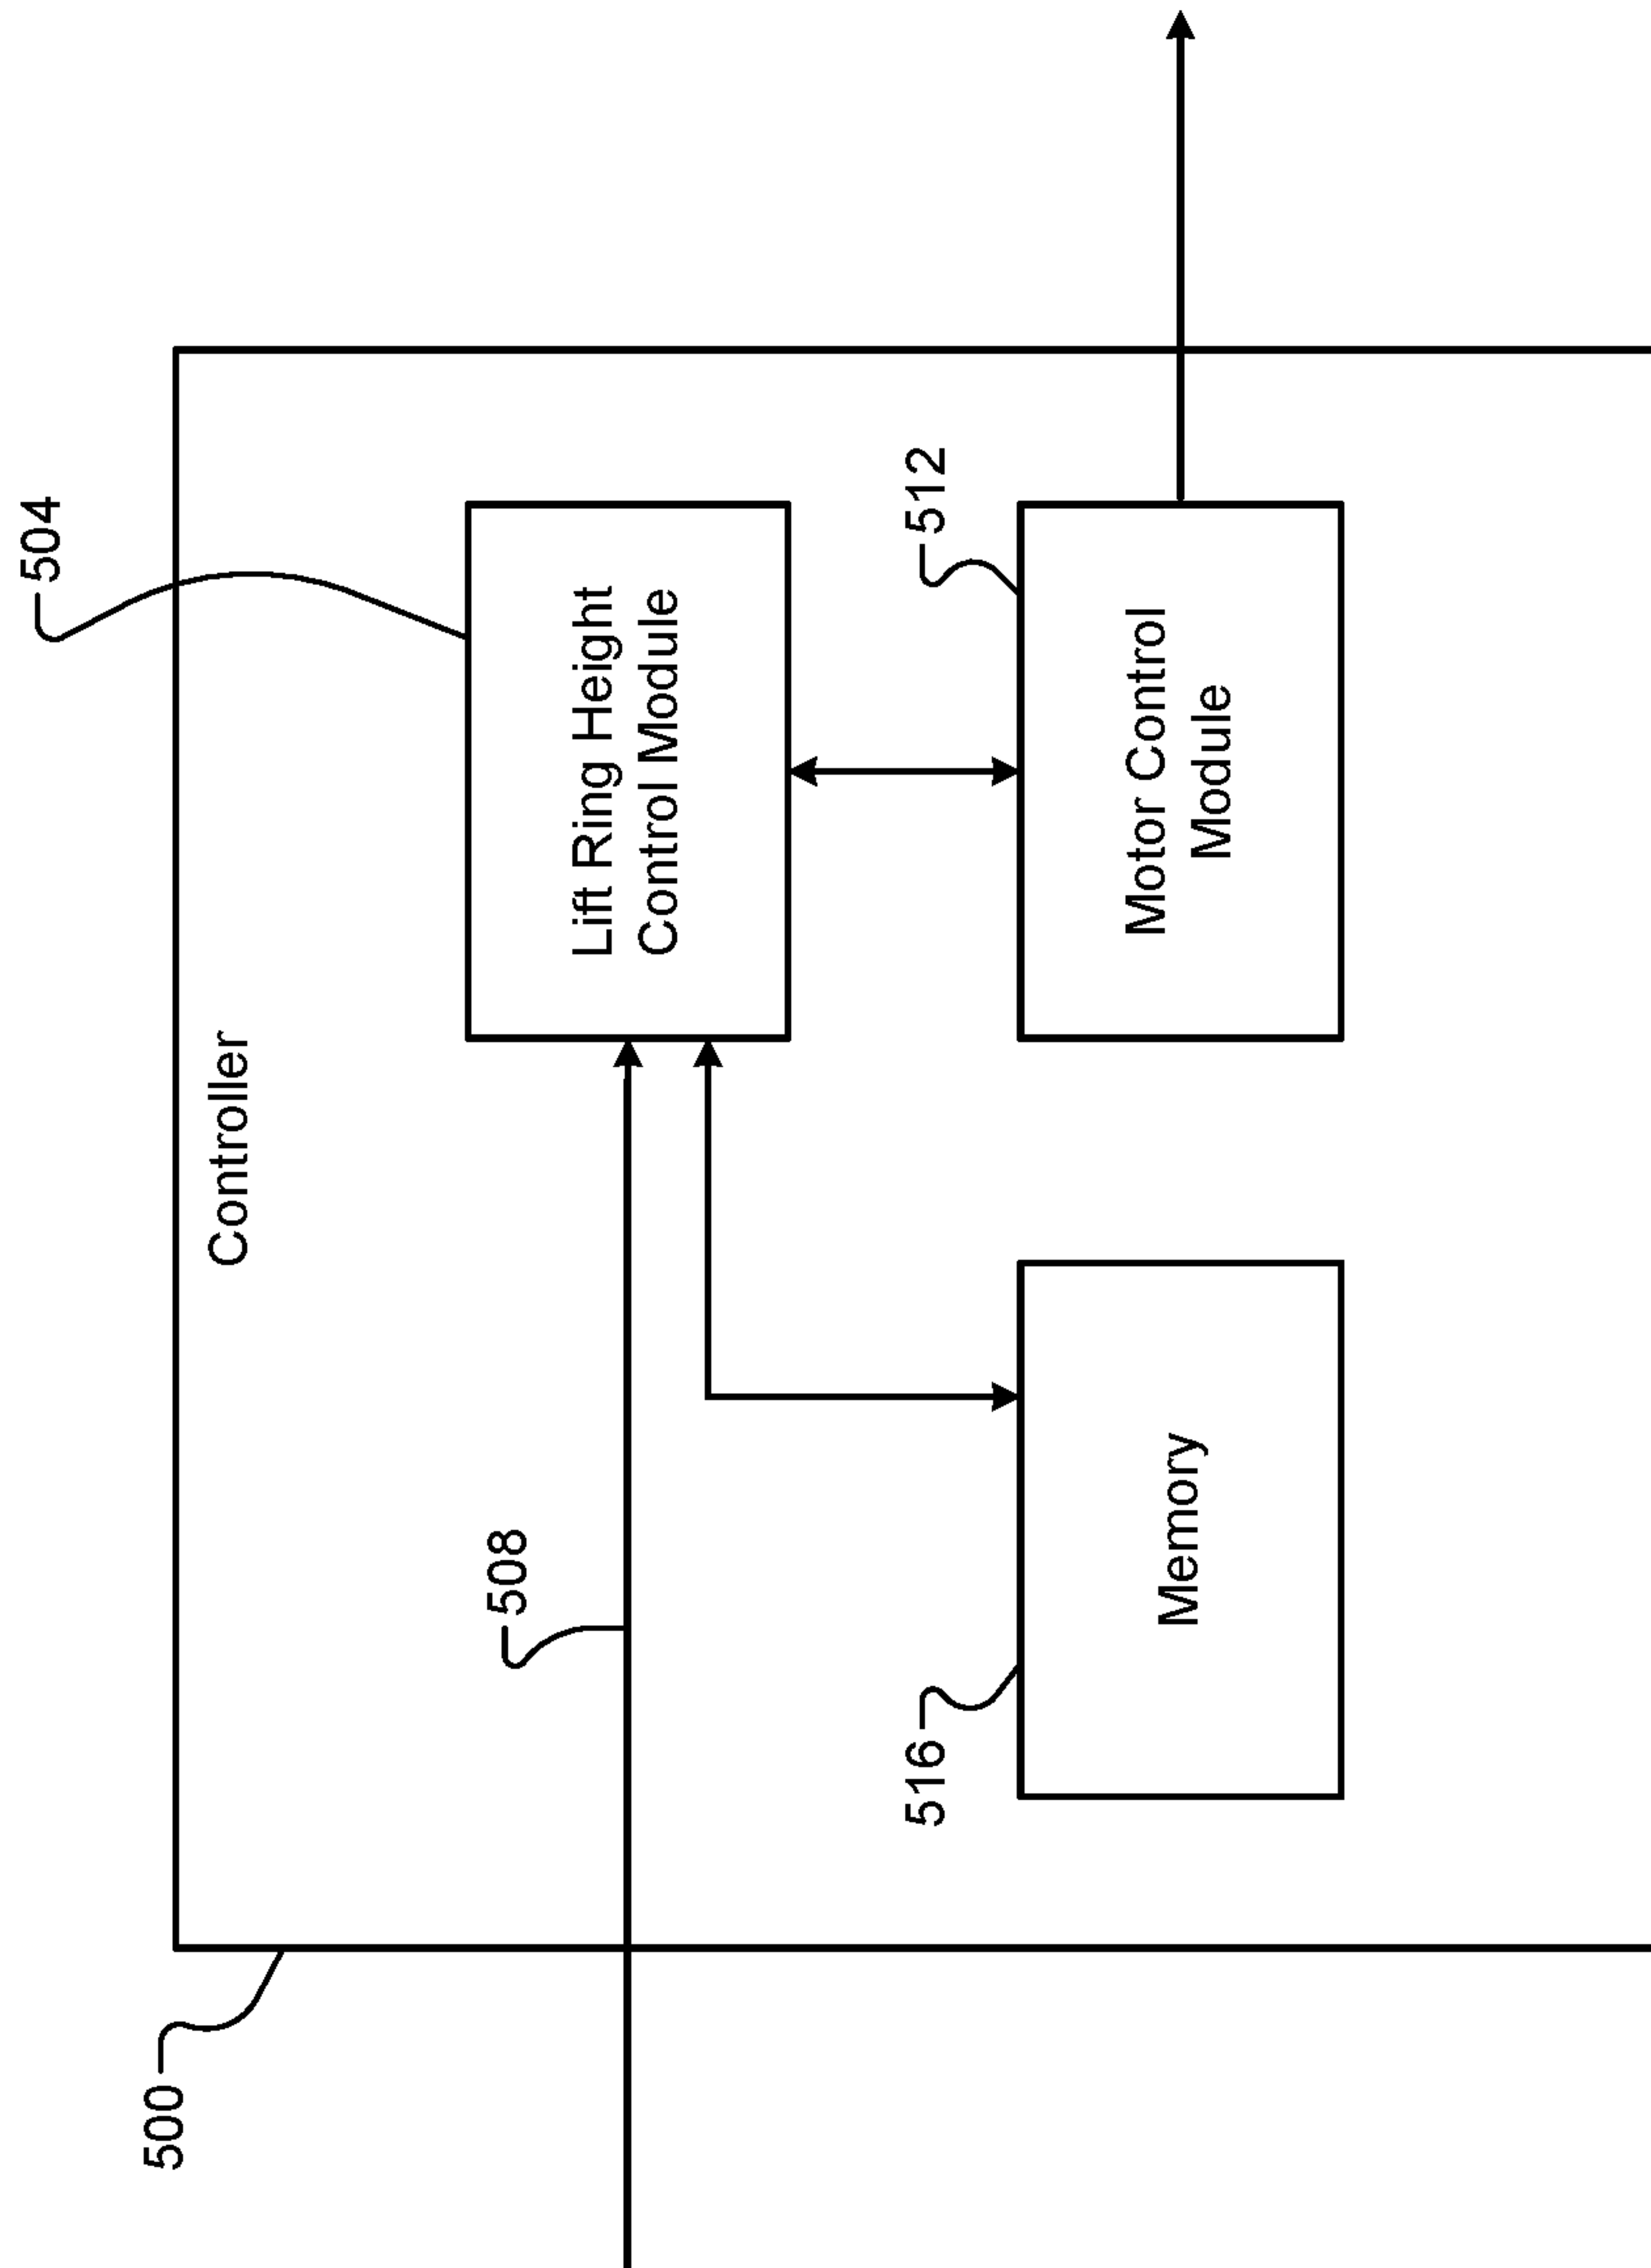 504
Controller
Lift Ring Height
Control Module
508
512
500
516
Memory
Motor Control
Module